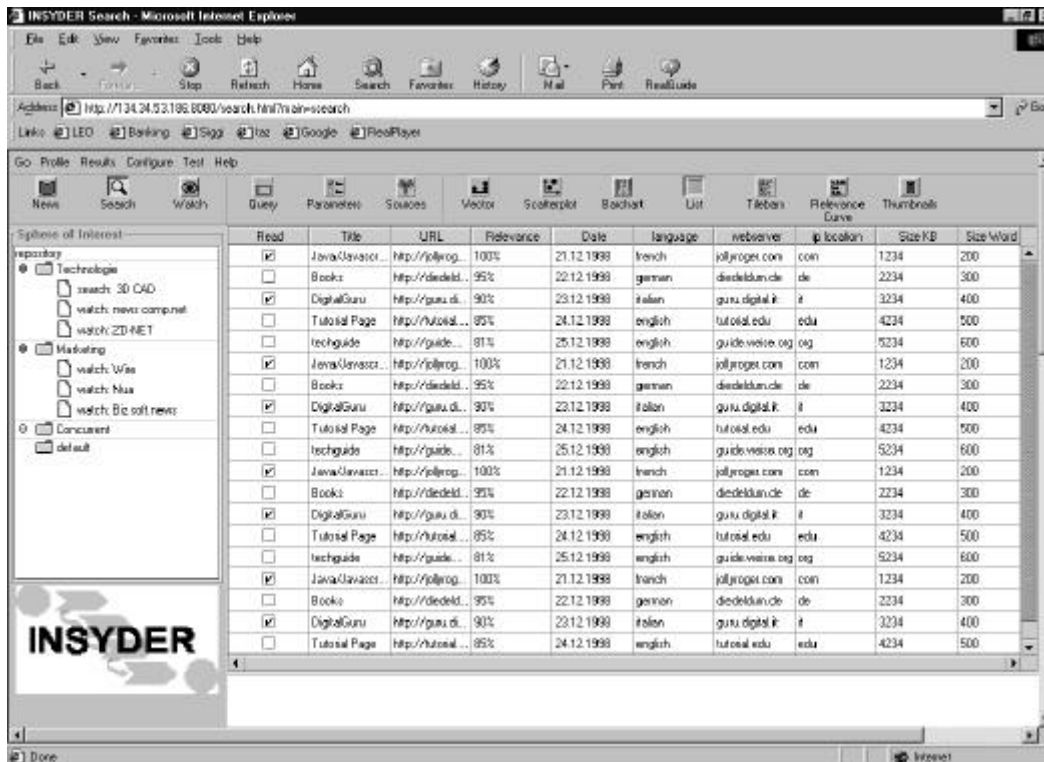 INSYDER Search - Microsoft Internet Explorer
File Edit View Favorites Tools Help
Back Stop Refresh Home Search Favorites History Mail Print RealGuide
Address http://134.34.53.186:8080/search.html?main=search
Links LEO Banking Siggi taz Google RealPlayer
Go Profile Results Configure Test Help
News Search Watch Query Parameters Sources Vector Scatterplot Barchart List Tilebars Relevance Curve Thumbnails
Sphere of Interest
repository
Technologie
search: 3D CAD
watch: news comp.net
watch: ZD-NET
Marketing
watch: Wise
watch: Nua
watch: Biz soft news
Concurrent
default
INSYDER
Read Title URL Relevance Date language webserver ip location Size KB Size Word
Java/Javascr... http://jollyrog... 100% 21.12.1998 french jollyroger.com com 1234 200
Books http://diedeld... 95% 22.12.1998 german diedeldum.de de 2234 300
DigitalGuru http://guru.di... 90% 23.12.1998 italian guru.digital.it it 3234 400
Tutorial Page http://tutorial.... 85% 24.12.1998 english tutorial.edu edu 4234 500
techguide http://guide.... 81% 25.12.1998 english guide.weise.org org 5234 600
Java/Javascr... http://jollyrog... 100% 21.12.1998 french jollyroger.com com 1234 200
Books http://diedeld... 95% 22.12.1998 german diedeldum.de de 2234 300
DigitalGuru http://guru.di... 90% 23.12.1998 italian guru.digital.it it 3234 400
Tutorial Page http://tutorial.... 85% 24.12.1998 english tutorial.edu edu 4234 500
techguide http://guide.... 81% 25.12.1998 english guide.weise.org org 5234 600
Java/Javascr... http://jollyrog... 100% 21.12.1998 french jollyroger.com com 1234 200
Books http://diedeld... 95% 22.12.1998 german diedeldum.de de 2234 300
DigitalGuru http://guru.di... 90% 23.12.1998 italian guru.digital.it it 3234 400
Tutorial Page http://tutorial.... 85% 24.12.1998 english tutorial.edu edu 4234 500
techguide http://guide.... 81% 25.12.1998 english guide.weise.org org 5234 600
Java/Javascr... http://jollyrog... 100% 21.12.1998 french jollyroger.com com 1234 200
Books http://diedeld... 95% 22.12.1998 german diedeldum.de de 2234 300
DigitalGuru http://guru.di... 90% 23.12.1998 italian guru.digital.it it 3234 400
Tutorial Page http://tutorial.... 85% 24.12.1998 english tutorial.edu edu 4234 500
Done Internet